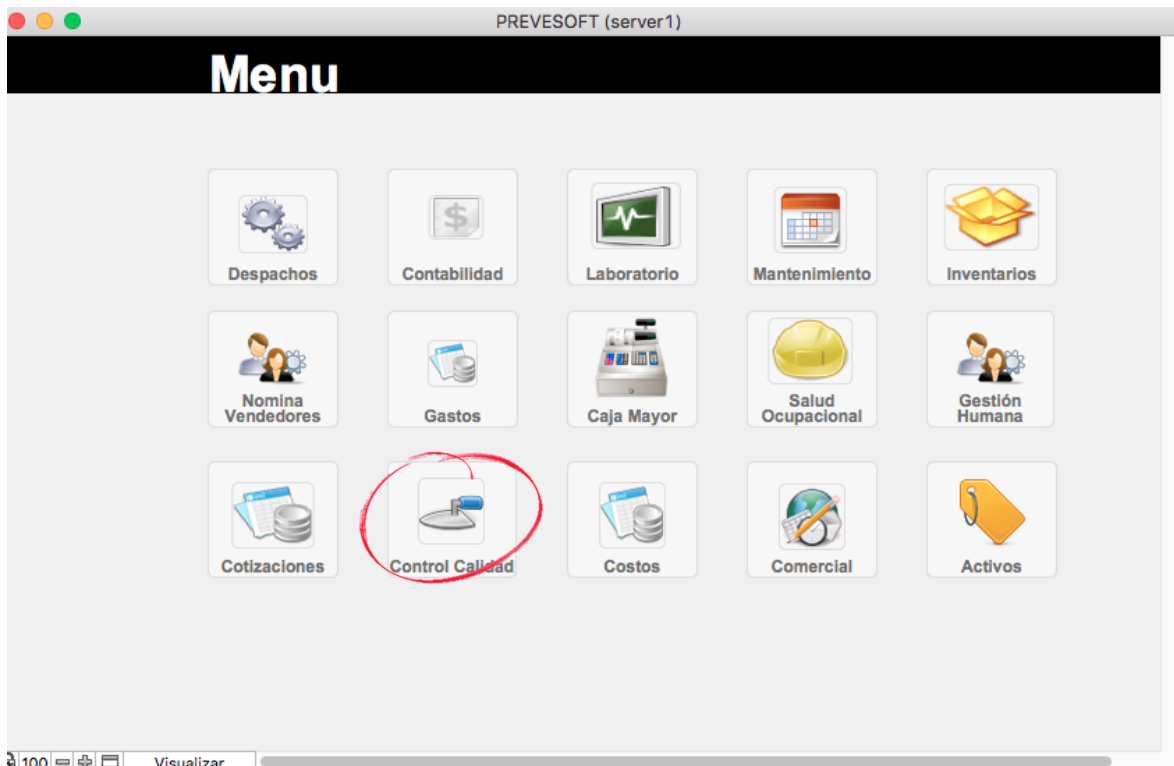 PREVESOFT (server1)
Menu
Despachos
Contabilidad
Laboratorio
Mantenimiento
Inventarios
Nomina
Vendedores
Gastos
Caja Mayor
Salud
Ocupacional
Gestión
Humana
Cotizaciones
Control Calidad
Costos
Comercial
Activos
100
Visualizar